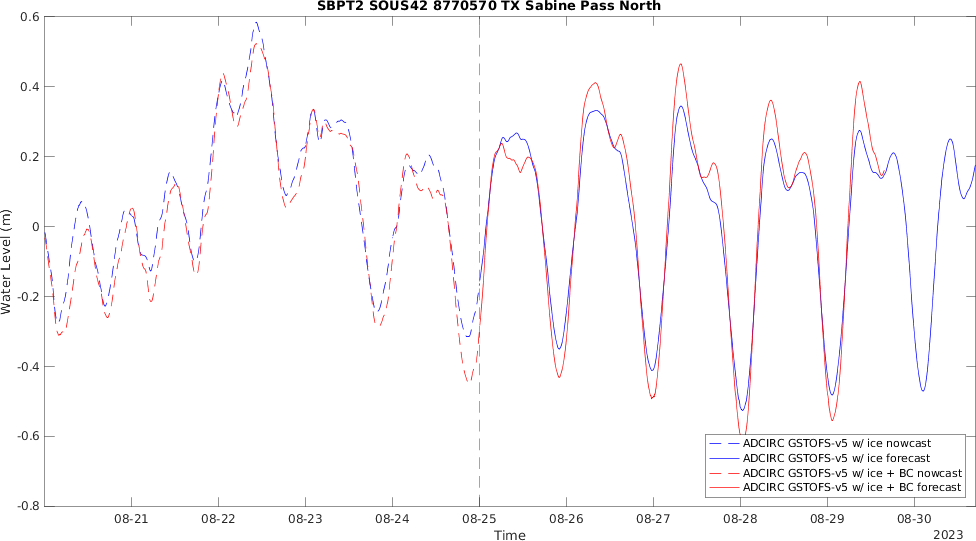 SBPT2 SOUS42 8770570 TX Sabine Pass North
0.6
0.4
0.2
0
-0.2
-0.4
-0.6
-0.8
Water Level (m)
ADCIRC GSTOFS-v5 w/ ice nowcast
ADCIRC GSTOFS-v5 w/ ice forecast
ADCIRC GSTOFS-v5 w/ ice + BC nowcast
ADCIRC GSTOFS-v5 w/ ice + BC forecast
08-21 08-22 08-23 08-24 08-25 08-26 08-27 08-28 08-29 08-30
Time
2023